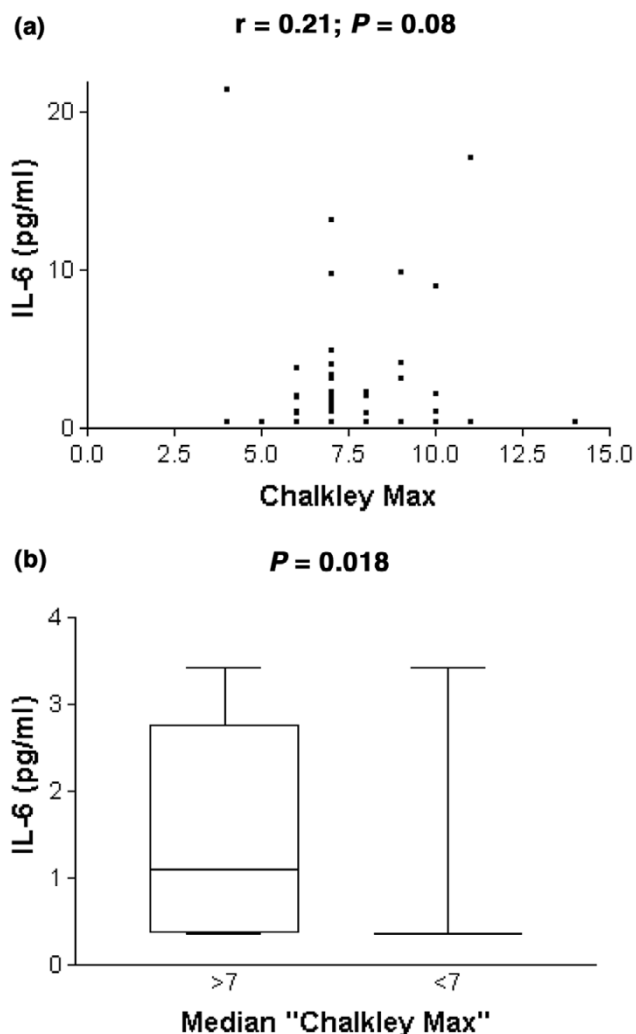 (a)
r = 0.21; P = 0.08
20
10
0
IL-6 (pg/ml)
0.0 2.5 5.0 7.5 10.0 12.5 15.0
Chalkley Max
(b)
P = 0.018
4
3
2
1
0
IL-6 (pg/ml)
>7 <7
Median "Chalkley Max"